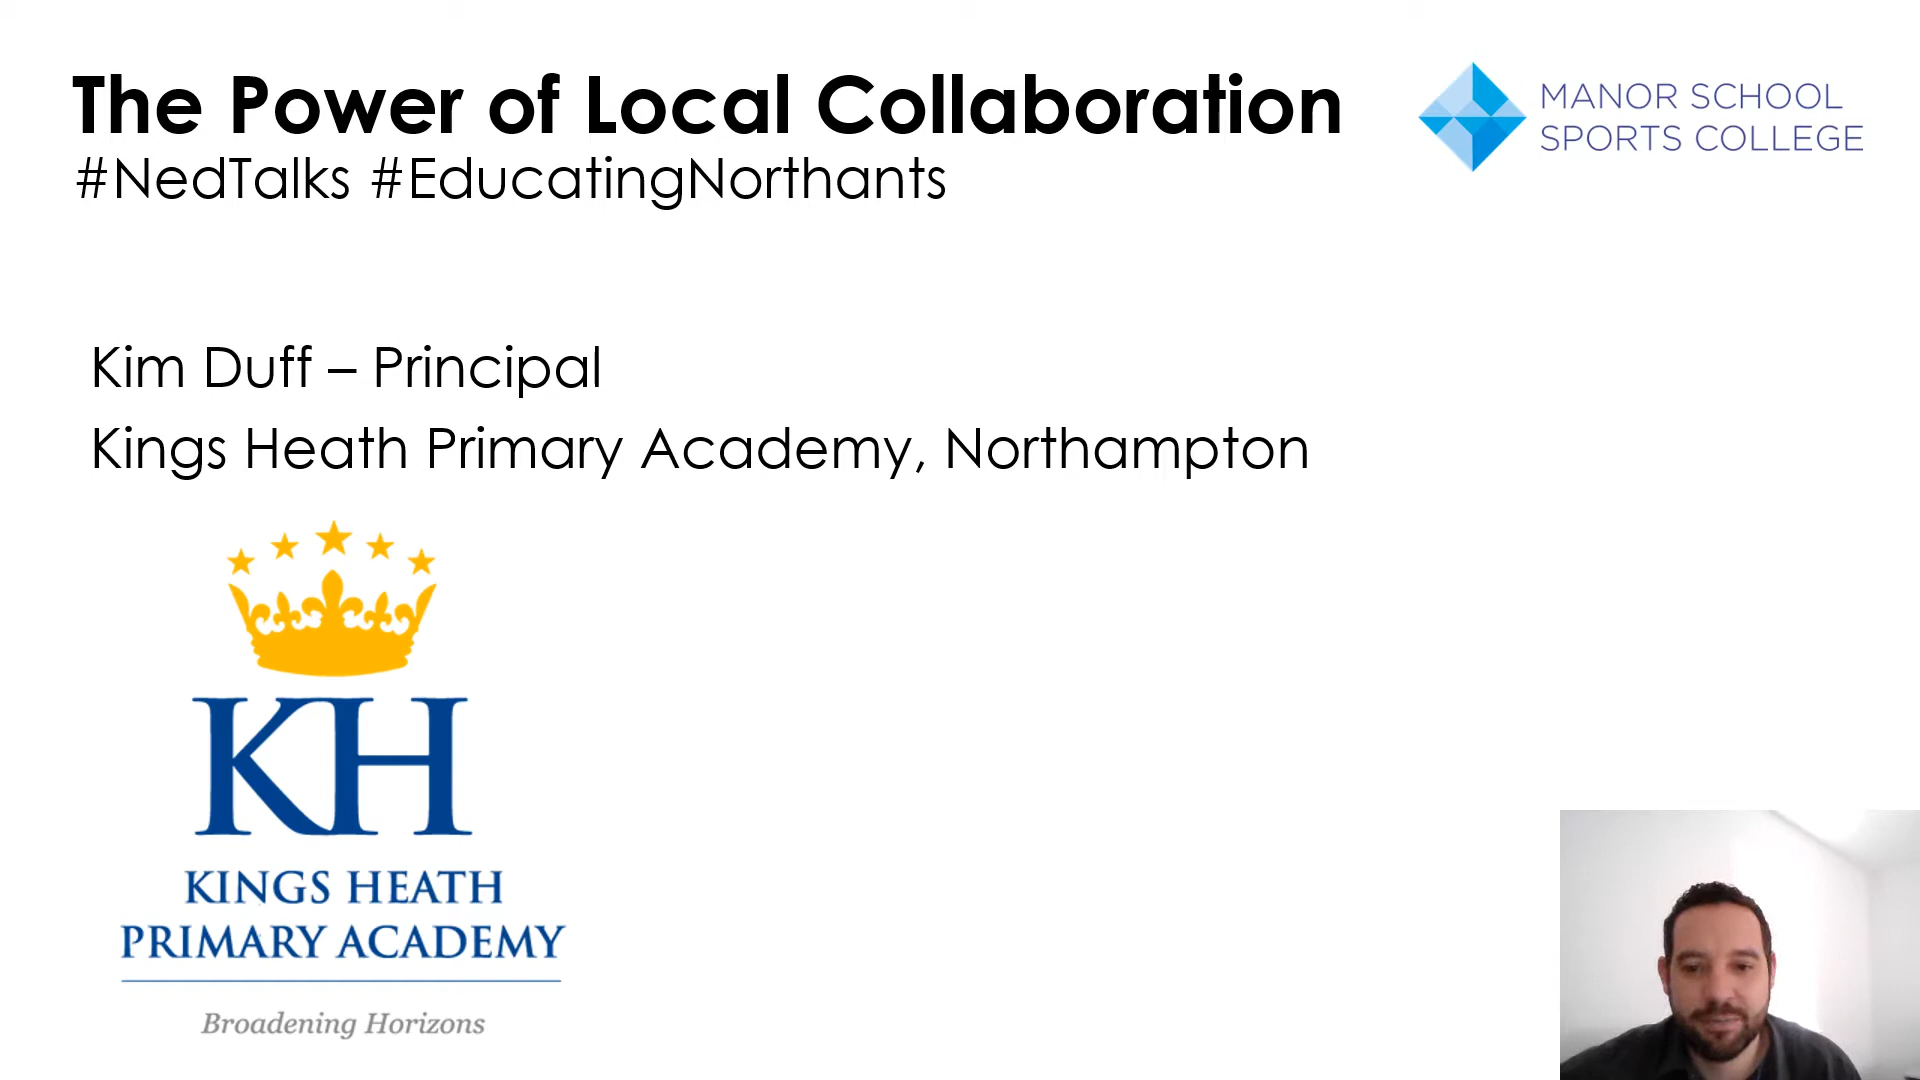 The Power of Local Collaboration
#NedTalks #EducatingNorthants
MANOR SCHOOL
SPORTS COLLEGE
Kim Duff – Principal
Kings Heath Primary Academy, Northampton
KH
KINGS HEATH
PRIMARY ACADEMY
Broadening Horizons